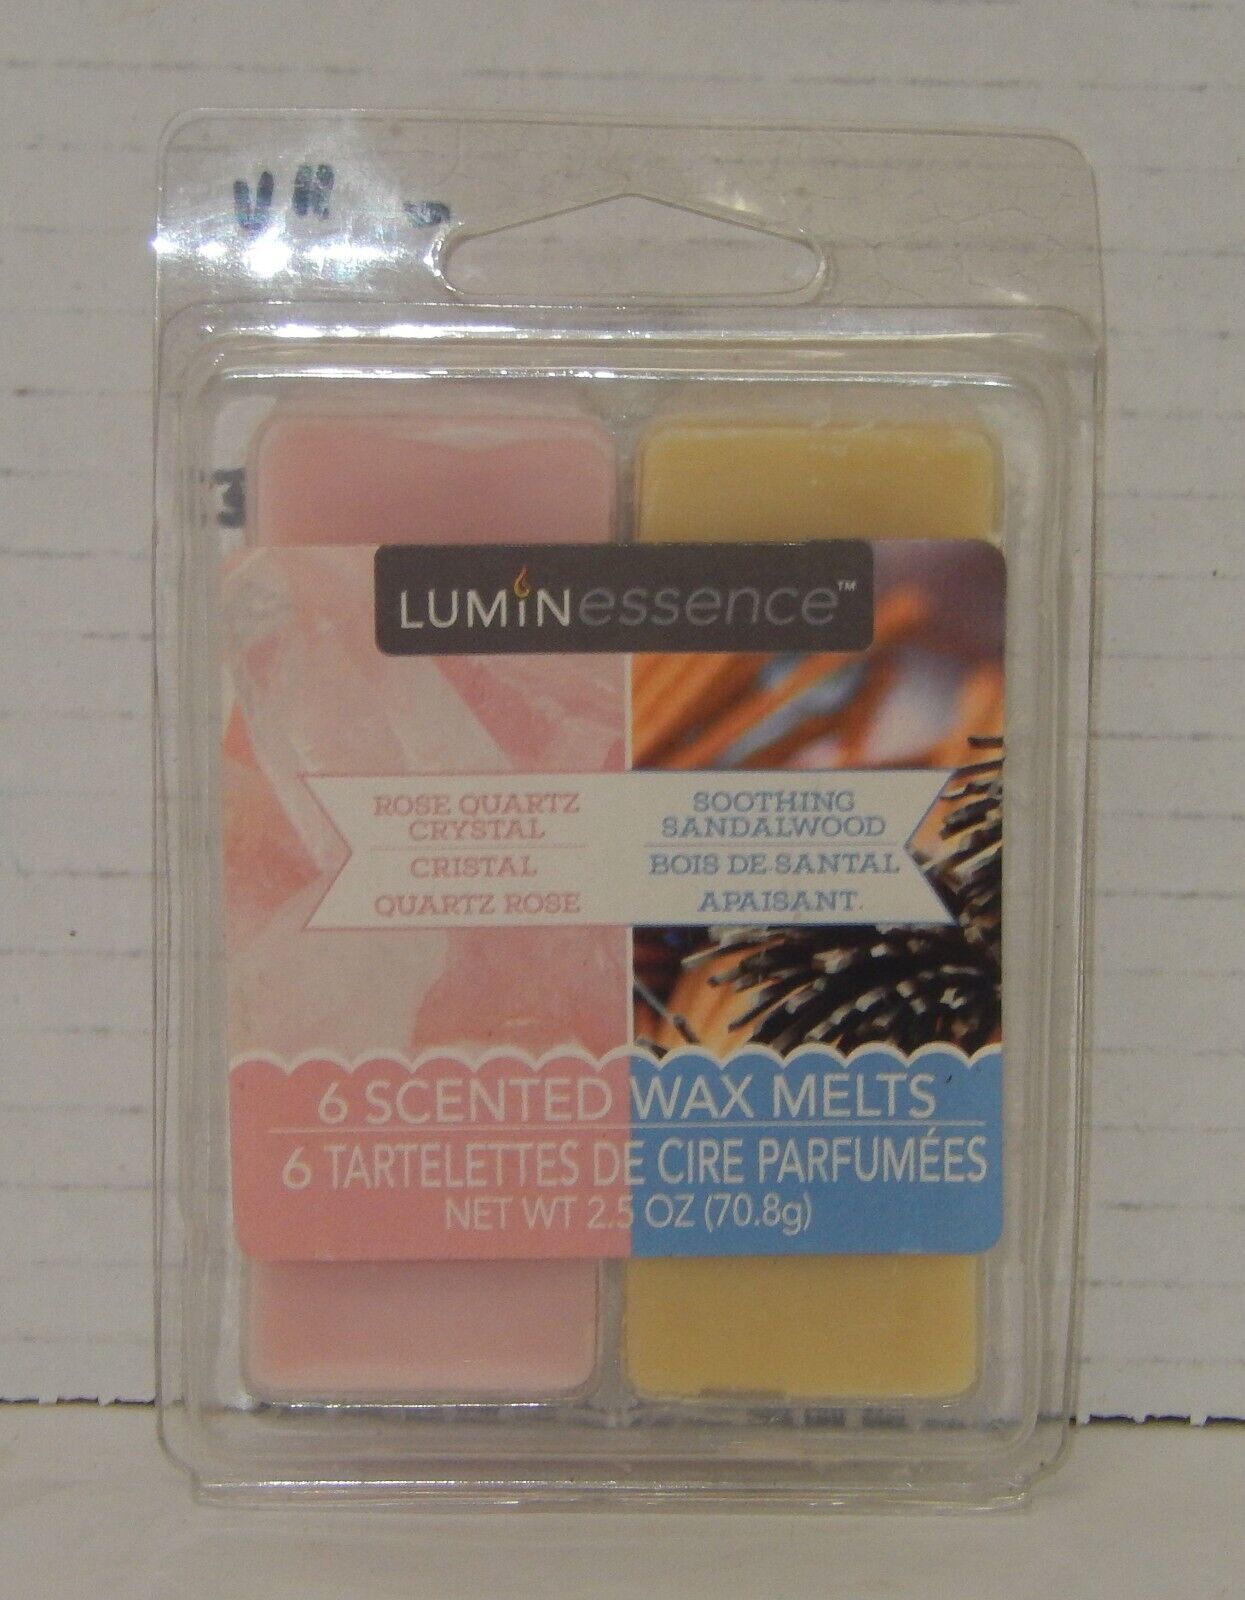 LUMINessence™
ROSE QUARTZ
CRYSTAL
CRISTAL
QUARTZ ROSE
SOOTHING
SANDALWOOD
BOIS DE SANTAL
APAISANT
6 SCENTED WAX MELTS
6 TARTELETTES DE CIRE PARFUMÉES
NET WT 2.5 OZ (70.8g)